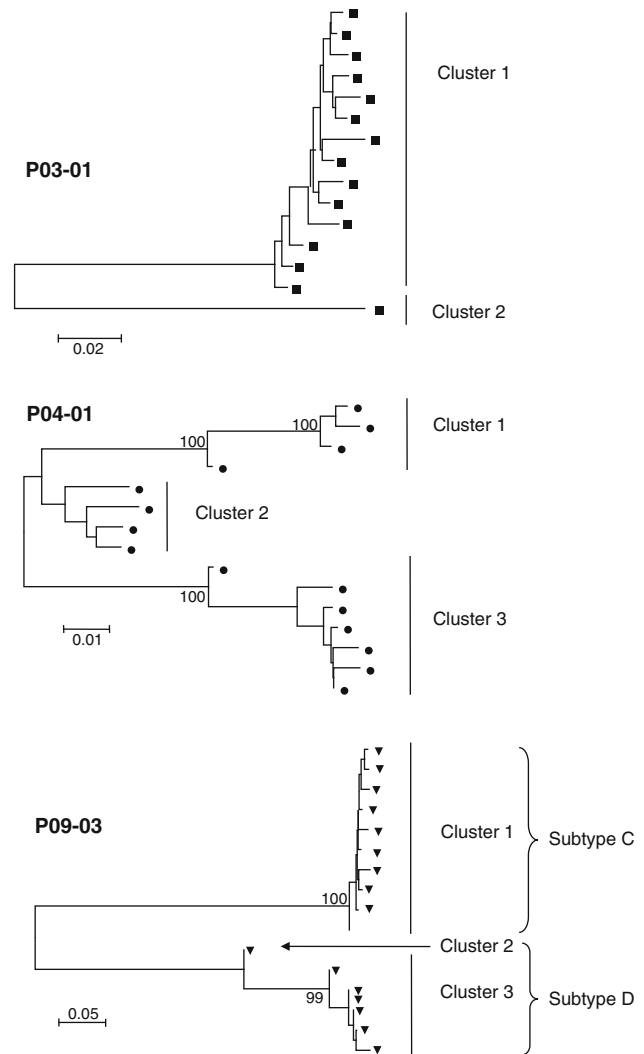 Cluster 1
P03-01
Cluster 2
0.02
P04-01
100
100
Cluster 1
Cluster 2
100
Cluster 3
0.01
P09-03
Cluster 1
Subtype C
100
Cluster 2
99
Cluster 3
Subtype D
0.05